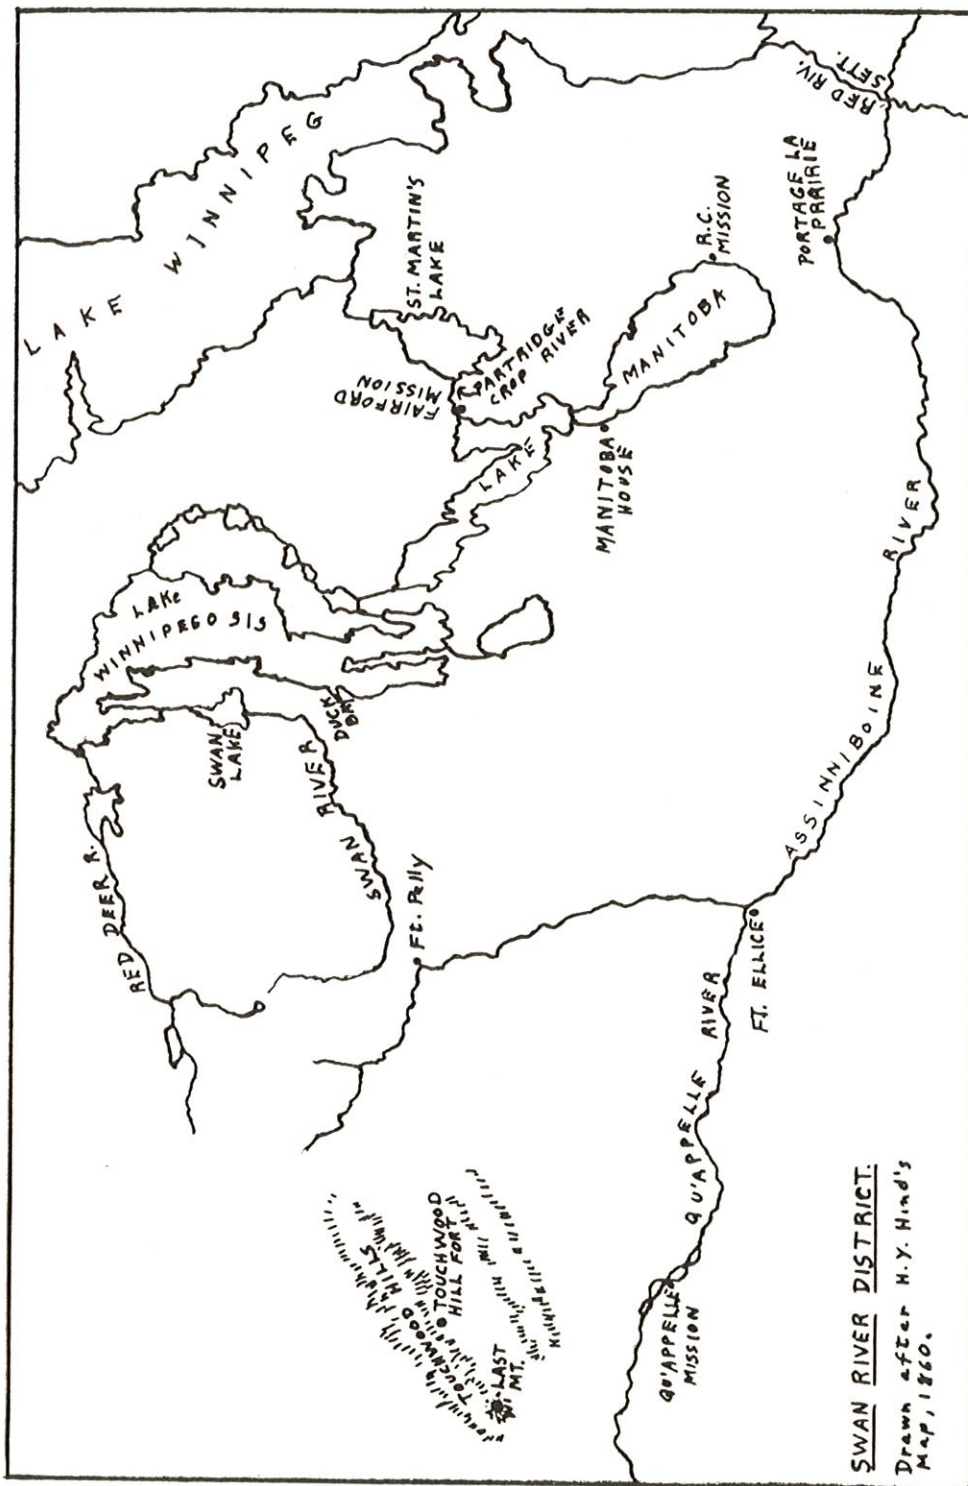 LAKE WINNIPEG
ST. MARTIN'S
LAKE
FAIRFORD
MISSION
PARTRIDGE
CROP RIVER
LAKE MANITOBA
R.C.
MISSION
MANITOBA
HOUSE
PORTAGE LA
PRAIRIE
RED RIV.
SETT.
LAKE
WINNIPEGOSIS
DUCK
BAY
SWAN
LAKE
SWAN RIVER
RED DEER R.
Ft. Pelly
ASSINNIBOINE RIVER
FT. ELLICE
QU'APPELLE RIVER
QU'APPELLE
MISSION
TOUCHWOOD HILLS
TOUCHWOOD
HILL FORT
LAST
MT.
SWAN RIVER DISTRICT.
Drawn after H.Y. Hind's
Map, 1860.